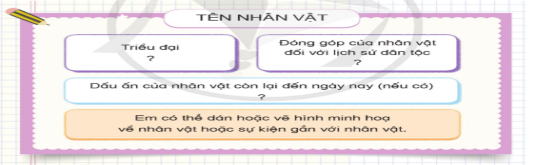 TÊN NHÂN VẬT
Triều đại
?
Đóng góp của nhân vật
đối với lịch sử dân tộc
?
Dấu ấn của nhân vật còn lại đến ngày nay (nếu có)
?
Em có thể dán hoặc vẽ hình minh hoạ
về nhân vật hoặc sự kiện gắn với nhân vật.